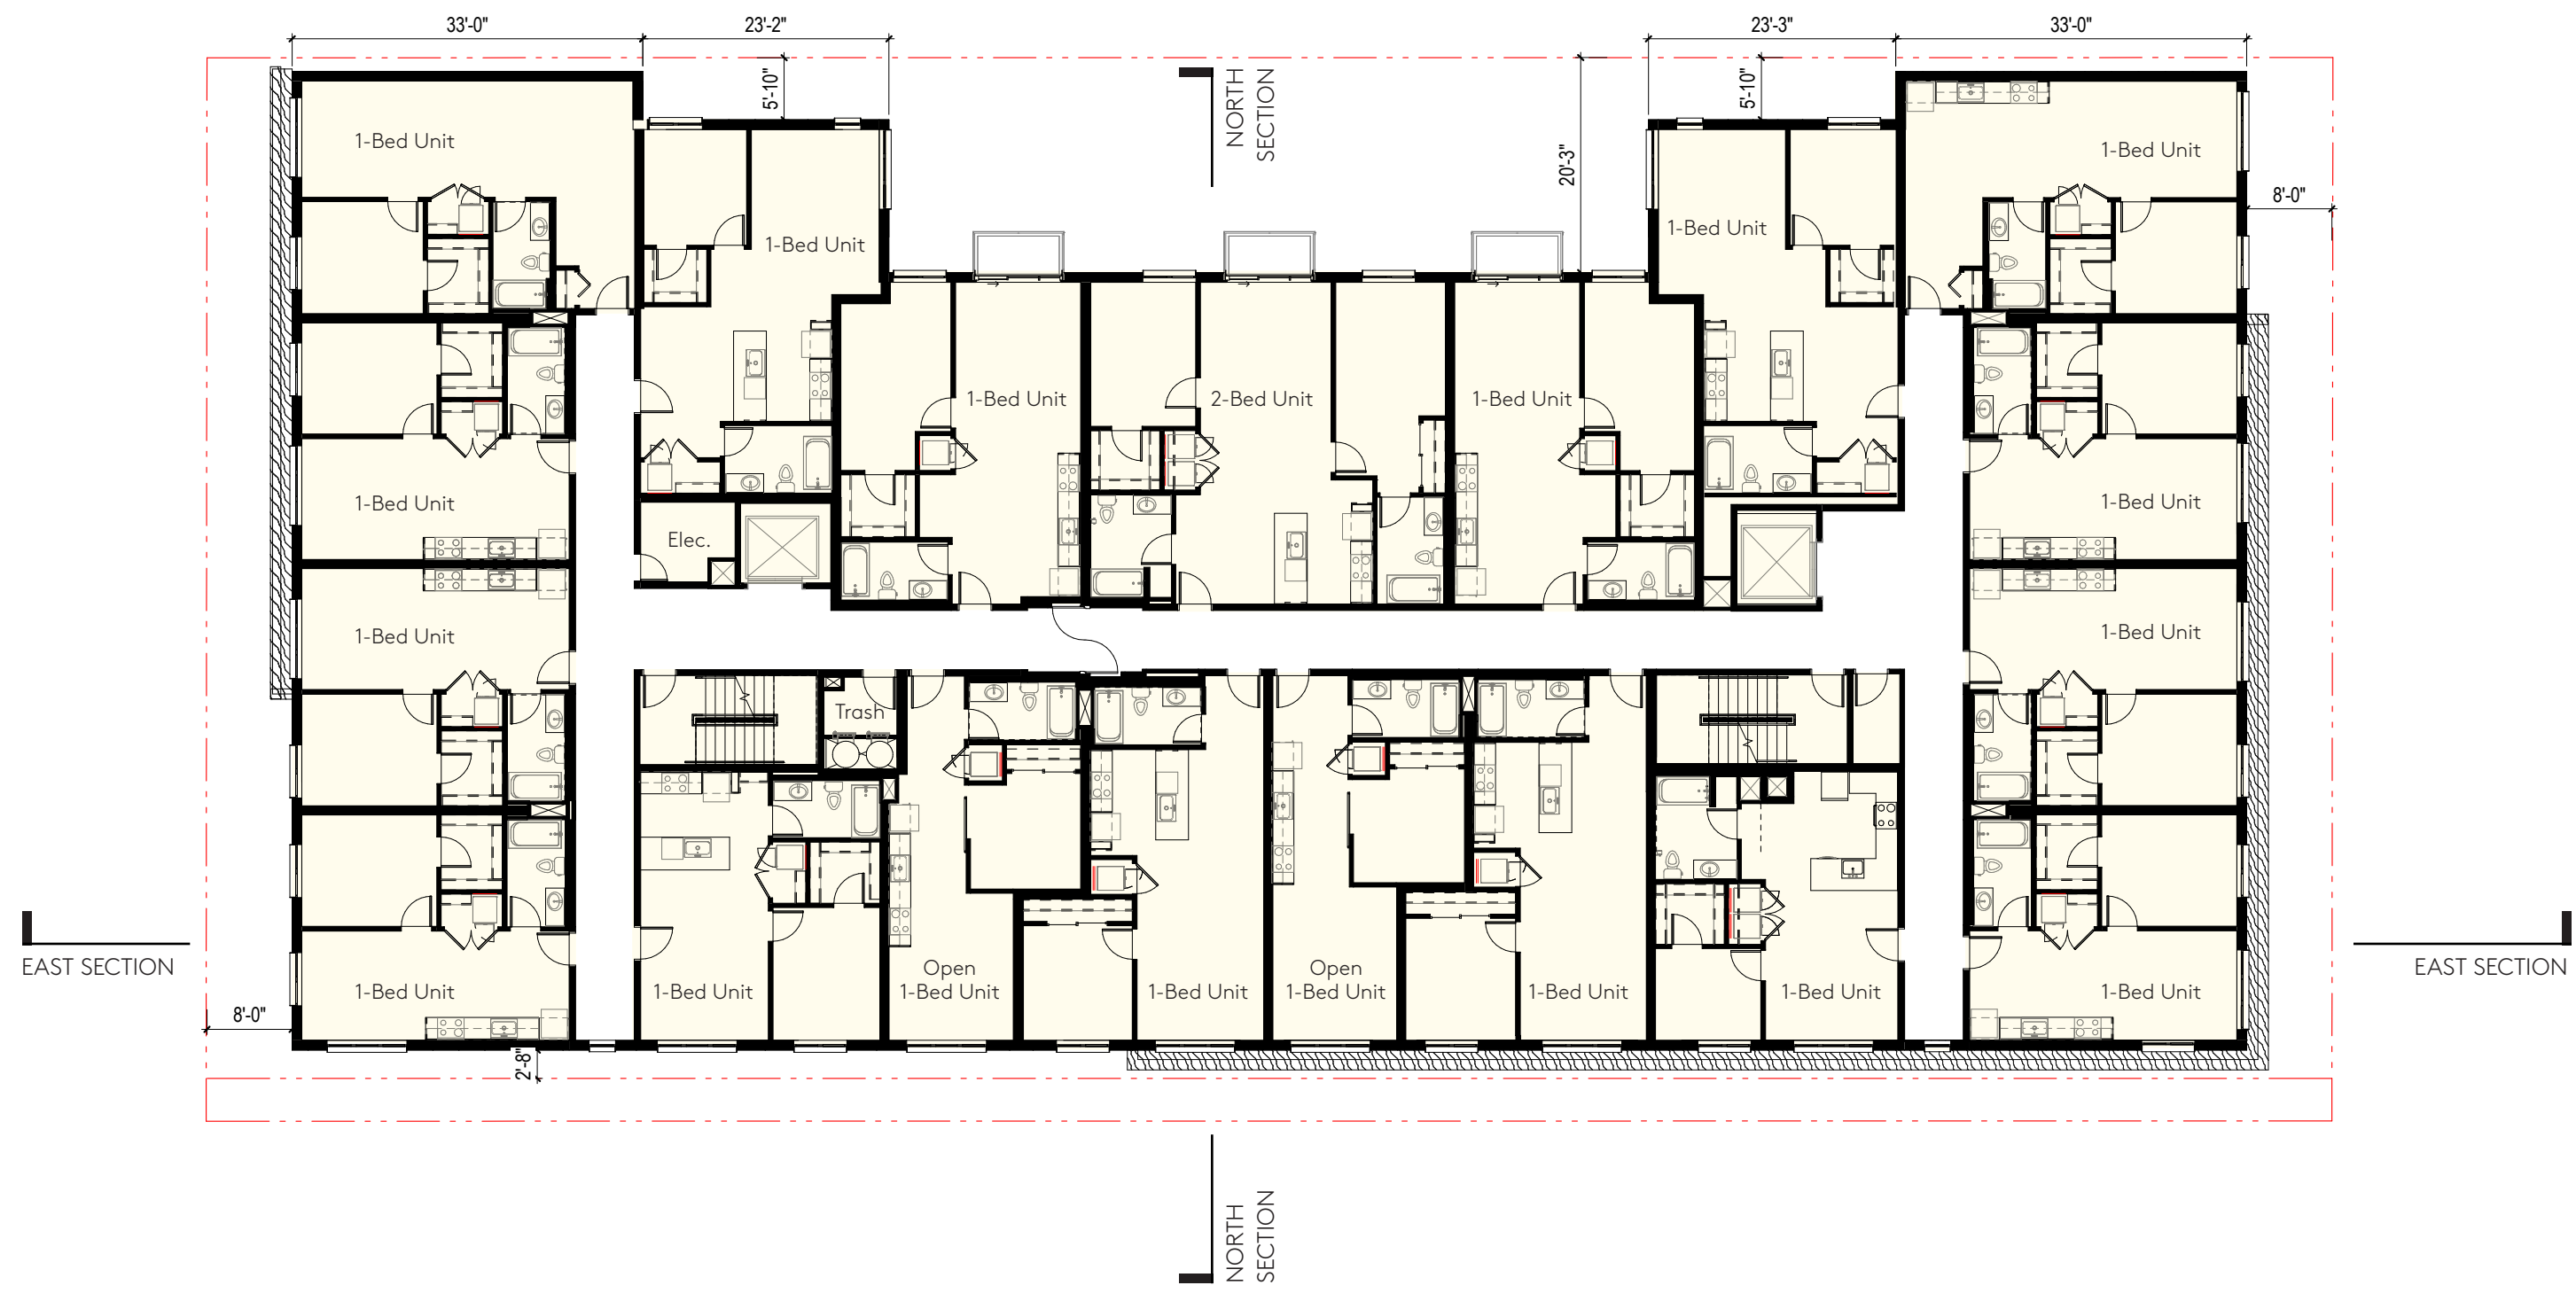 33'-0"
23'-2"
23'-3"
33'-0"
5'-10"
NORTH
SECTION
5'-10"
20'-3"
1-Bed Unit
1-Bed Unit
8'-0"
1-Bed Unit
1-Bed Unit
1-Bed Unit
2-Bed Unit
1-Bed Unit
1-Bed Unit
1-Bed Unit
Elec.
1-Bed Unit
1-Bed Unit
Trash
EAST SECTION
EAST SECTION
Open
1-Bed Unit
Open
1-Bed Unit
1-Bed Unit
1-Bed Unit
1-Bed Unit
1-Bed Unit
1-Bed Unit
1-Bed Unit
8'-0"
2'-8"
NORTH
SECTION